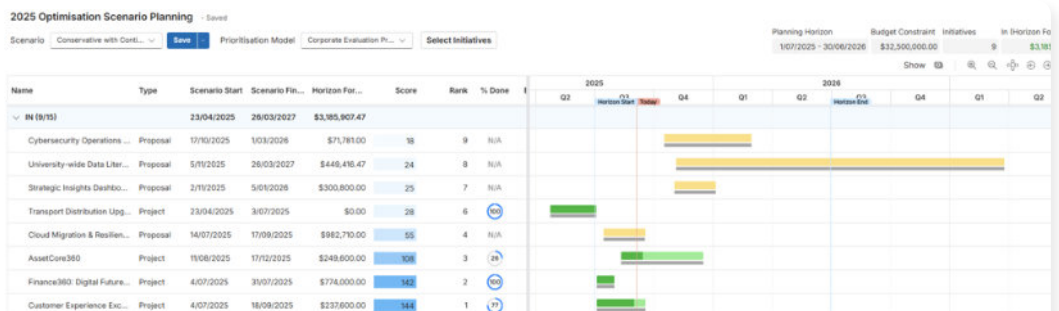 2025 Optimisation Scenario Planning - Saved
Scenario Conservative with Conti... Save Prioritisation Model Corporate Evaluation Pr... Select Initiatives
Planning Horizon Budget Constraint Initiatives In (Horizon Fo
1/07/2025 - 30/06/2026 $32,500,000.00 9 $3,185
Show
Name Type Scenario Start Scenario Fin... Horizon For... Score Rank % Done
2025 2026
Q2 Q4 Q1 Q2 Q3 Q4 Q1 Q2
Horizon Start Today Horizon End
IN (9/15) 23/04/2025 26/03/2027 $3,185,907.47
Cybersecurity Operations ... Proposal 17/10/2025 1/03/2026 $71,781.00 18 9 N/A
University-wide Data Liter... Proposal 5/11/2025 26/03/2027 $449,416.47 24 8 N/A
Strategic Insights Dashbo... Proposal 2/11/2025 5/01/2026 $300,600.00 25 7 N/A
Transport Distribution Upg... Project 23/04/2025 3/07/2025 $0.00 28 6 100
Cloud Migration & Resilien... Proposal 14/07/2025 17/09/2025 $982,710.00 55 4 N/A
AssetCore360 Project 11/08/2025 17/12/2025 $249,600.00 108 3
Finance360: Digital Future... Project 4/07/2025 31/07/2025 $774,000.00 142 2 100
Customer Experience Exc... Project 4/07/2025 18/09/2025 $237,600.00 144 1 77